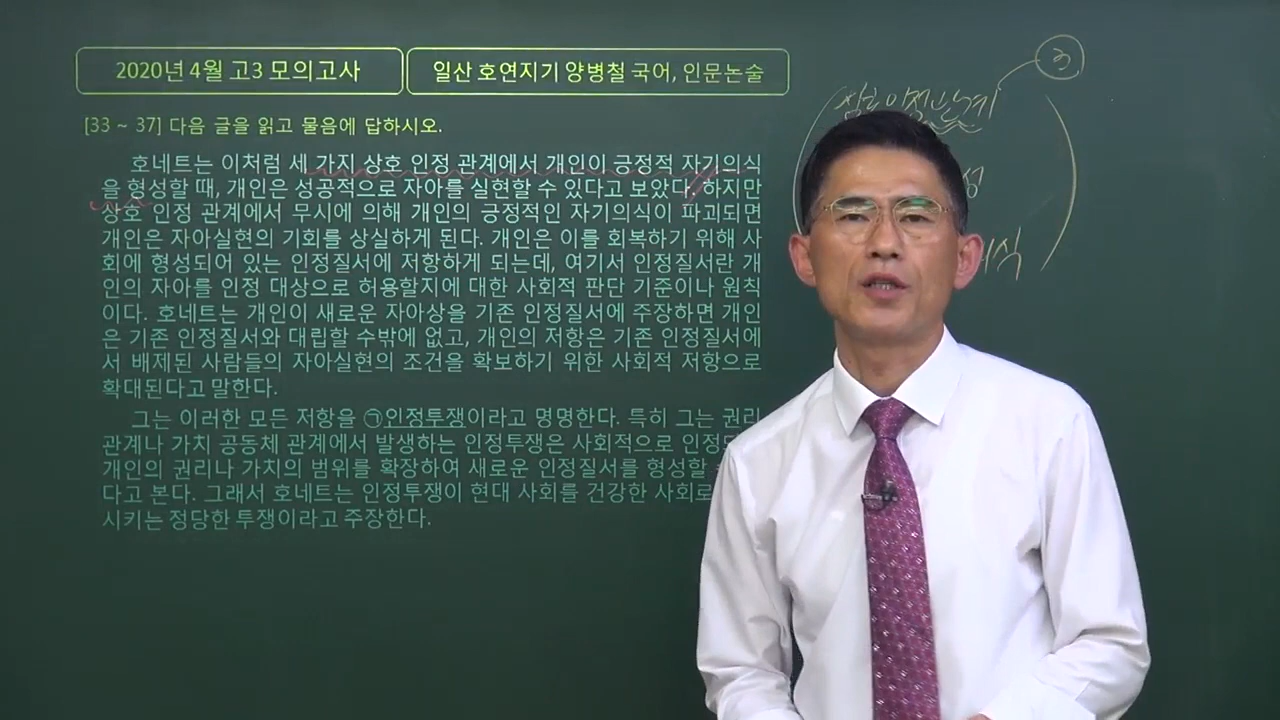 2020년 4월 고3 모의고사
일산 호연지기 양병철 국어, 인문논술
[33 ~ 37] 다음 글을 읽고 물음에 답하시오.
호네트는 이처럼 세 가지 상호 인정 관계에서 개인이 긍정적 자기의식
을 형성할 때, 개인은 성공적으로 자아를 실현할 수 있다고 보았다. 하지만
상호 인정 관계에서 무시에 의해 개인의 긍정적인 자기의식이 파괴되면
개인은 자아실현의 기회를 상실하게 된다. 개인은 이를 회복하기 위해 사
회에 형성되어 있는 인정질서에 저항하게 되는데, 여기서 인정질서란 개
인의 자아를 인정 대상으로 허용할지에 대한 사회적 판단 기준이나 원칙
이다. 호네트는 개인이 새로운 자아상을 기존 인정질서에 주장하면 개인
은 기존 인정질서와 대립할 수밖에 없고, 개인의 저항은 기존 인정질서에
서 배제된 사람들의 자아실현의 조건을 확보하기 위한 사회적 저항으로
확대된다고 말한다.
그는 이러한 모든 저항을 ㉠인정투쟁이라고 명명한다. 특히 그는 권리
관계나 가치 공동체 관계에서 발생하는 인정투쟁은 사회적으로 인정
개인의 권리나 가치의 범위를 확장하여 새로운 인정질서를 형성할
다고 본다. 그래서 호네트는 인정투쟁이 현대 사회를 건강한 사회로
시키는 정당한 투쟁이라고 주장한다.
상호인정관계
성
의식